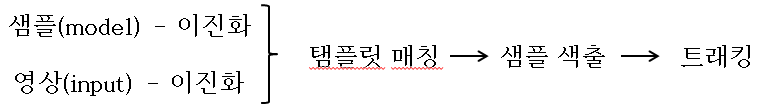 샘플(model) - 이진화
영상(input) - 이진화
탬플릿 매칭 → 샘플 색출 → 트래킹